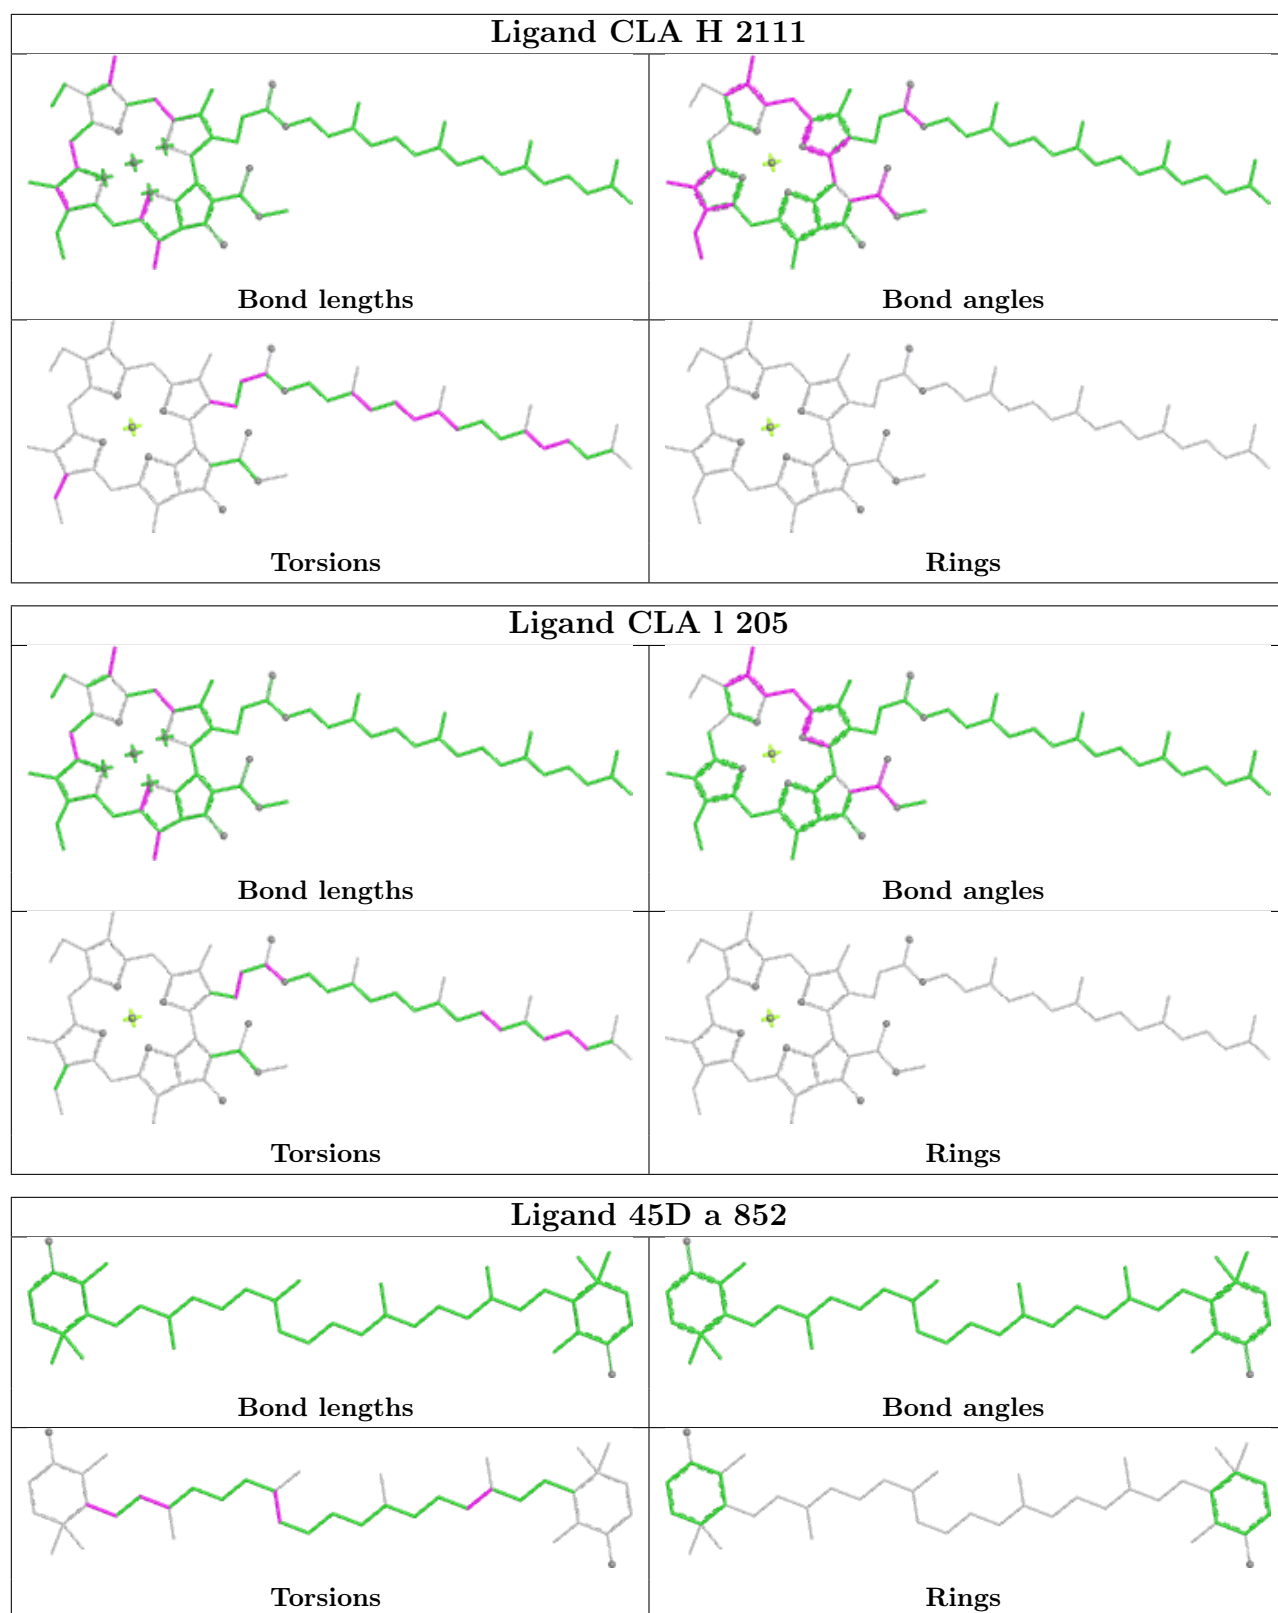 Ligand CLA H 2111
Bond lengths
Bond angles
Torsions
Rings
Ligand CLA l 205
Bond lengths
Bond angles
Torsions
Rings
Ligand 45D a 852
Bond lengths
Bond angles
Torsions
Rings